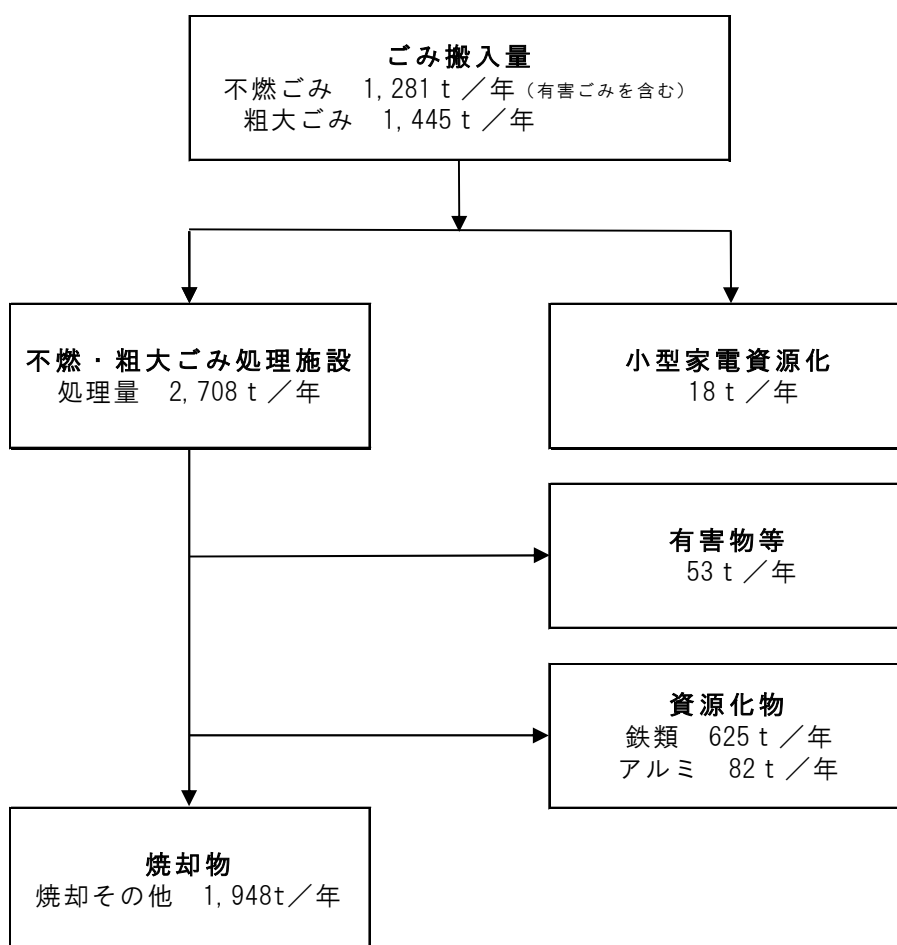 ごみ搬入量
不燃ごみ　1,281ｔ／年（有害ごみを含む）
粗大ごみ　1,445ｔ／年
不燃・粗大ごみ処理施設
処理量　2,708ｔ／年
小型家電資源化
18ｔ／年
有害物等
53ｔ／年
資源化物
鉄類　625ｔ／年
アルミ　82ｔ／年
焼却物
焼却その他　1,948t／年